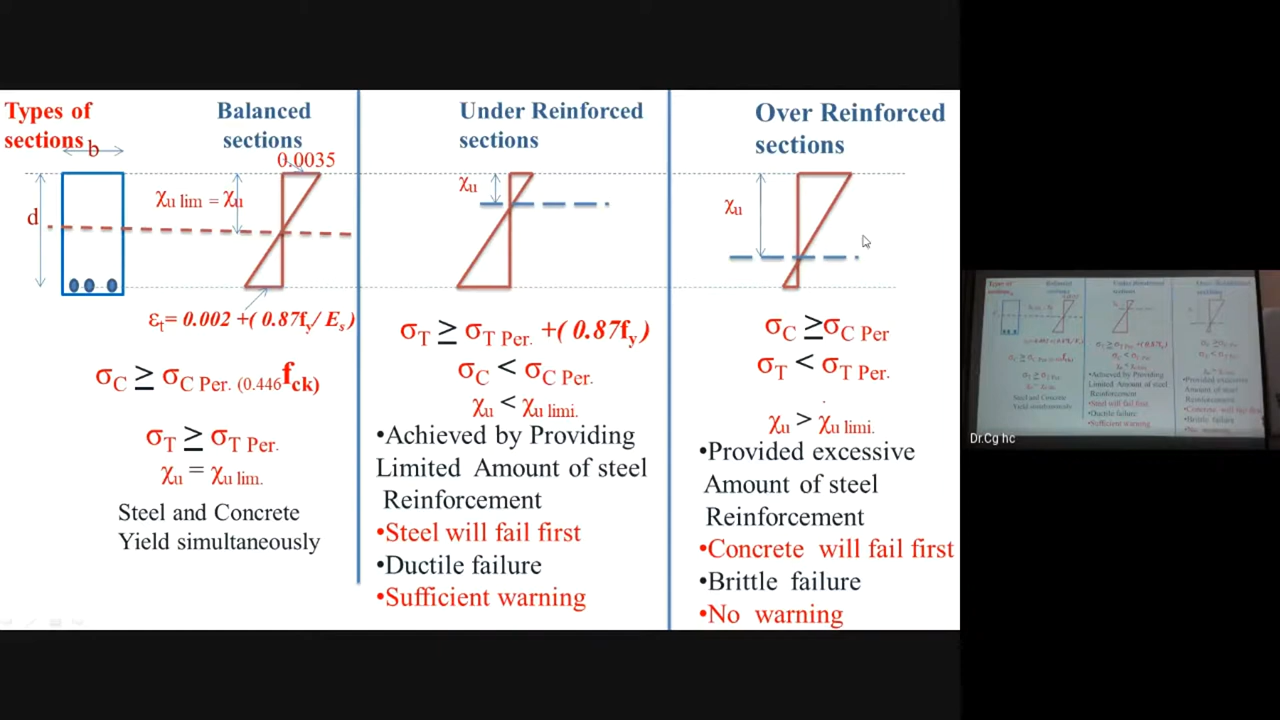 Types of
sections
b
d
Balanced
sections
0.0035
χu lim = χu
εt= 0.002 +( 0.87fy/ Es)
σC ≥ σC Per. (0.446fck)
σT ≥ σT Per.
χu = χu lim.
Steel and Concrete
Yield simultaneously
Under Reinforced
sections
χu
σT ≥ σT Per. +( 0.87fy)
σC < σC Per.
χu < χu limi.
•Achieved by Providing
Limited Amount of steel
Reinforcement
•Steel will fail first
•Ductile failure
•Sufficient warning
Over Reinforced
sections
χu
σC ≥σC Per
σT < σT Per.
χu > χu limi.
•Provided excessive
Amount of steel
Reinforcement
•Concrete will fail first
•Brittle failure
•No warning
Dr.Cg hc